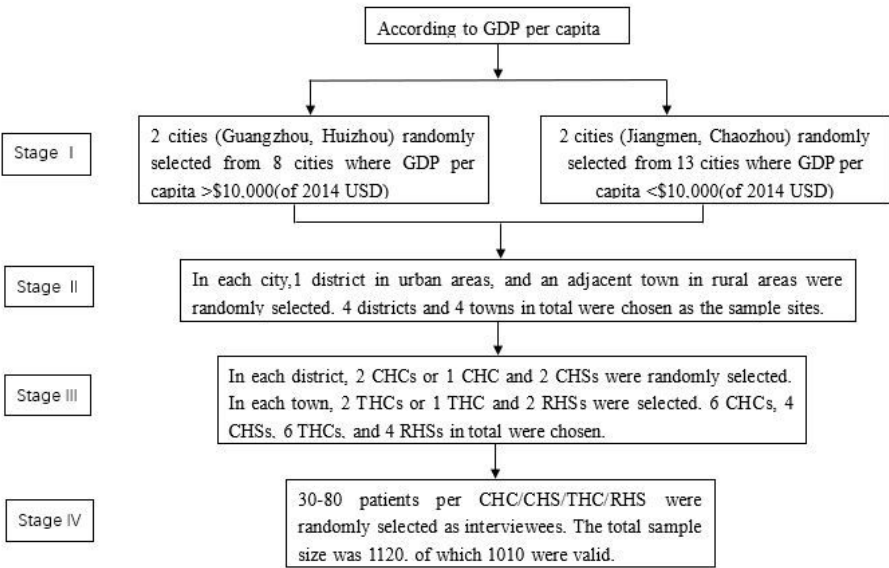 According to GDP per capita
Stage I
2 cities (Guangzhou, Huizhou) randomly
selected from 8 cities where GDP per
capita >$10,000(of 2014 USD)
2 cities (Jiangmen, Chaozhou) randomly
selected from 13 cities where GDP per
capita <$10,000(of 2014 USD)
Stage II
In each city,1 district in urban areas, and an adjacent town in rural areas were
randomly selected. 4 districts and 4 towns in total were chosen as the sample sites.
Stage III
In each district, 2 CHCs or 1 CHC and 2 CHSs were randomly selected.
In each town, 2 THCs or 1 THC and 2 RHSs were selected. 6 CHCs, 4
CHSs, 6 THCs, and 4 RHSs in total were chosen.
Stage IV
30-80 patients per CHC/CHS/THC/RHS were
randomly selected as interviewees. The total sample
size was 1120. of which 1010 were valid.